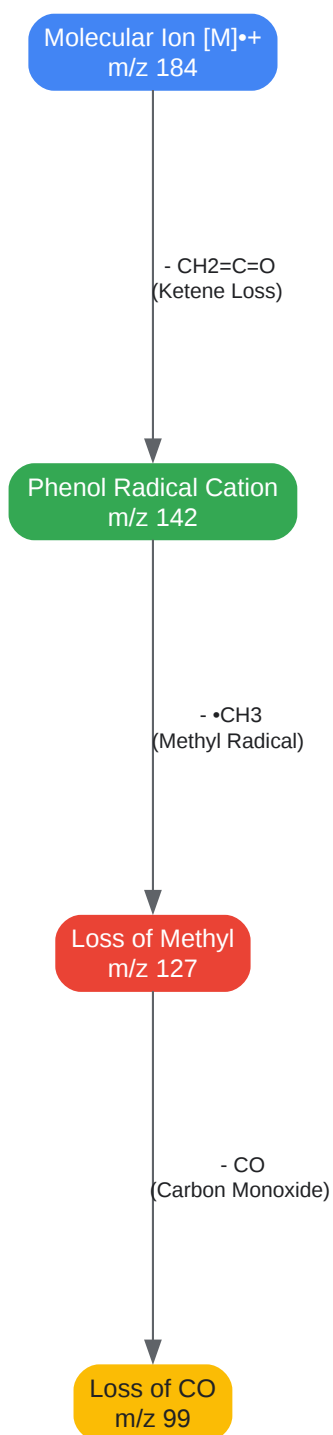 Molecular Ion [M]•+
m/z 184
- CH2=C=O
(Ketene Loss)
Phenol Radical Cation
m/z 142
- •CH3
(Methyl Radical)
Loss of Methyl
m/z 127
- CO
(Carbon Monoxide)
Loss of CO
m/z 99